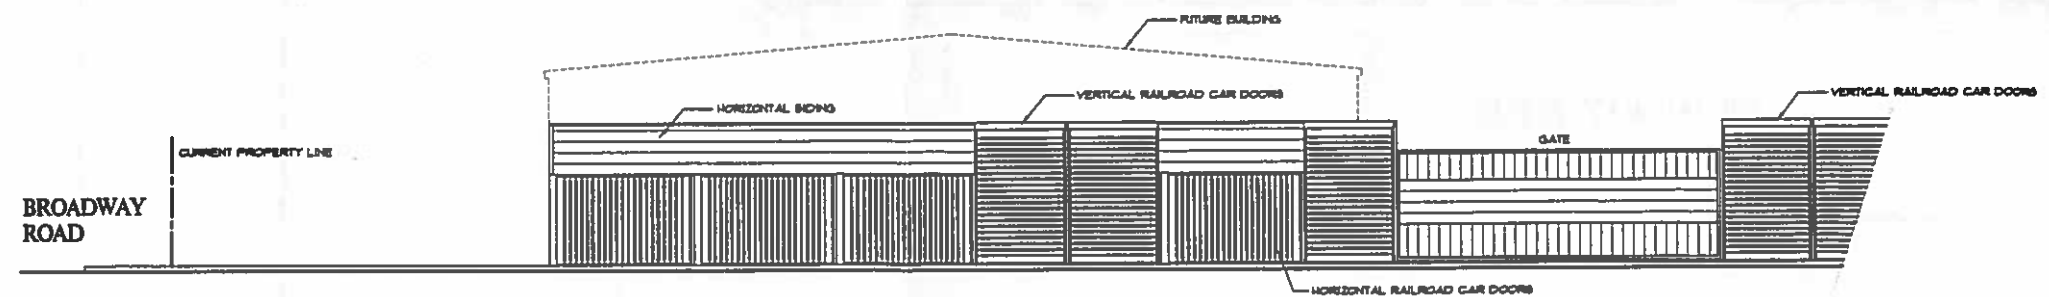 FUTURE BUILDING
VERTICAL RAILROAD CAR DOORS
VERTICAL RAILROAD CAR DOORS
HORIZONTAL SIDING
GATE
CURRENT PROPERTY LINE
BROADWAY
ROAD
HORIZONTAL RAILROAD CAR DOORS